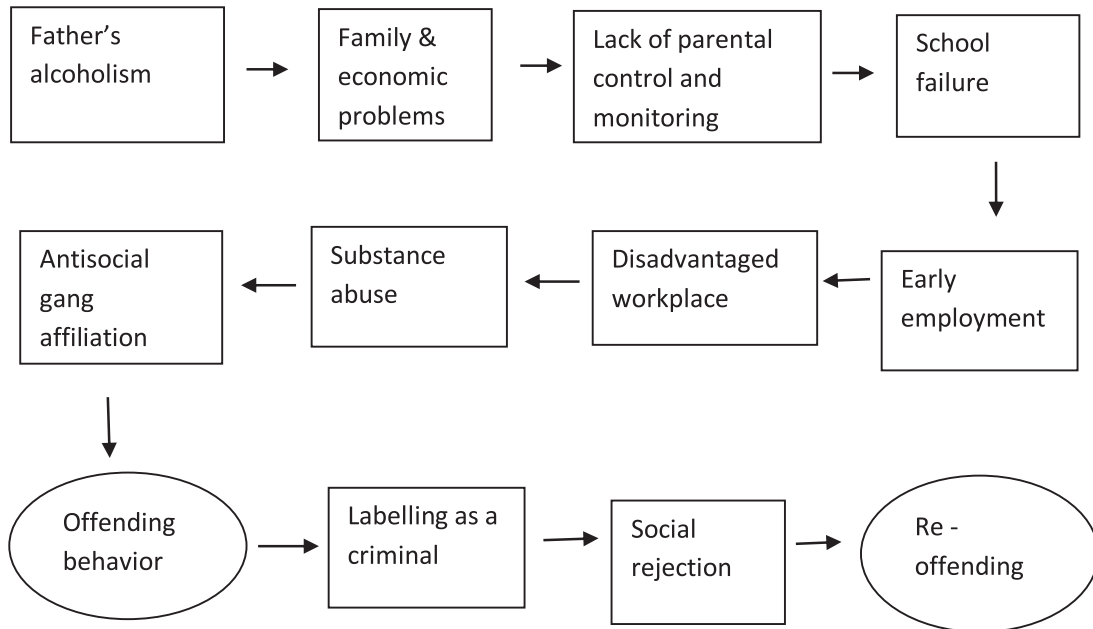 Father’s
alcoholism
Family &
economic
problems
Lack of parental
control and
monitoring
School
failure
Early
employment
Disadvantaged
workplace
Substance
abuse
Antisocial
gang
affiliation
Offending
behavior
Labelling as a
criminal
Social
rejection
Re -
offending